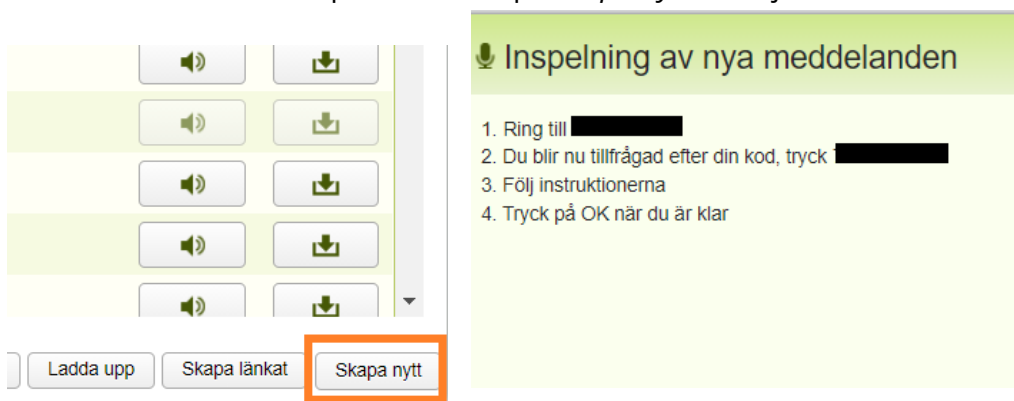 Inspelning av nya meddelanden
1. Ring till
2. Du blir nu tillfrågad efter din kod, tryck
3. Följ instruktionerna
4. Tryck på OK när du är klar
Ladda upp
Skapa länkat
Skapa nytt